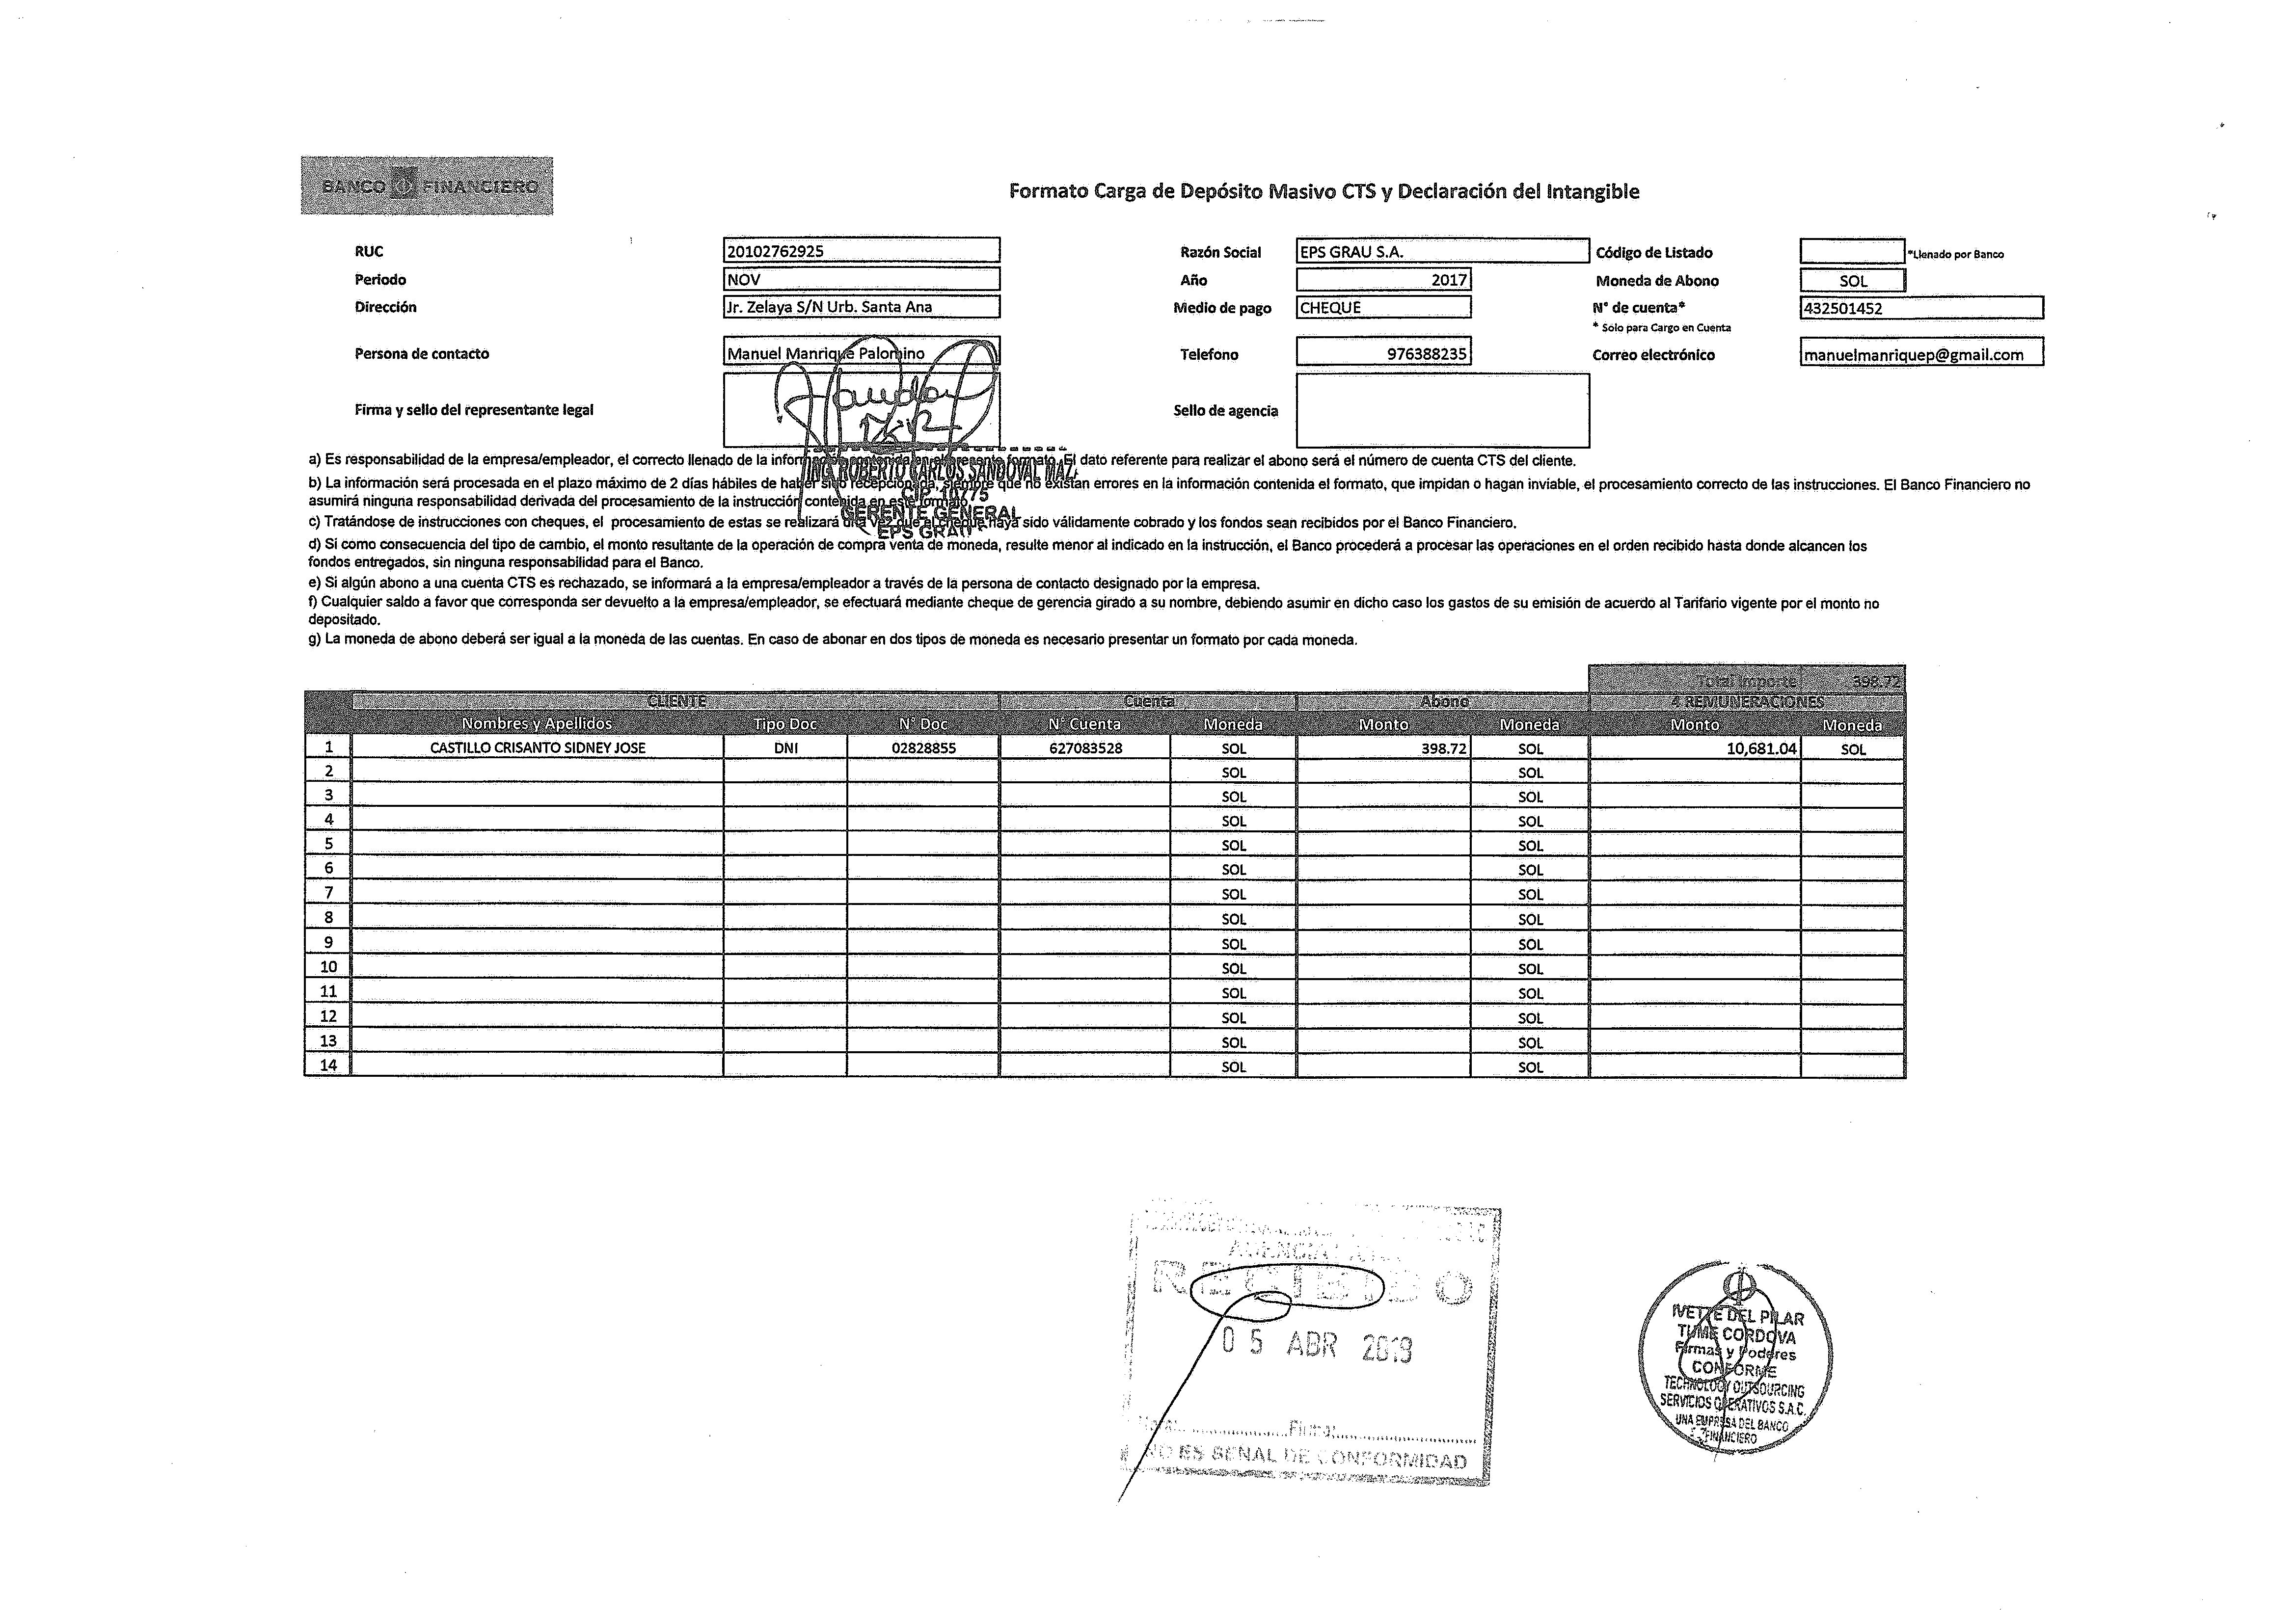 BANCO FINANCIERO
Formato Carga de Depósito Masivo CTS y Declaración del Intangible
RUC 20102762925 Razón Social EPS GRAU S.A. Código de Listado *Llenado por Banco
Periodo NOV Año 2017 Moneda de Abono SOL
Dirección Jr. Zelaya S/N Urb. Santa Ana Medio de pago CHEQUE N° de cuenta* 432501452
* Solo para Cargo en Cuenta
Persona de contacto Manuel Manrique Palomino Telefono 976388235 Correo electrónico manuelmanriquep@gmail.com
Firma y sello del representante legal Sello de agencia
ING. ROBERTO CARLOS SANDOVAL
GERENTE GENERAL
EPS GRAU
a) Es responsabilidad de la empresa/empleador, el correcto llenado de la información contenida en el presente formato. El dato referente para realizar el abono será el número de cuenta CTS del cliente.
b) La información será procesada en el plazo máximo de 2 días hábiles de haber sido recepcionada, siempre que no existan errores en la información contenida el formato, que impidan o hagan inviable, el procesamiento correcto de las instrucciones. El Banco Financiero no
asumirá ninguna responsabilidad derivada del procesamiento de la instrucción contenida en este formato
c) Tratándose de instrucciones con cheques, el procesamiento de estas se realizará una vez que el cheque haya sido válidamente cobrado y los fondos sean recibidos por el Banco Financiero.
d) Si como consecuencia del tipo de cambio, el monto resultante de la operación de compra venta de moneda, resulte menor al indicado en la instrucción, el Banco procederá a procesar las operaciones en el orden recibido hasta donde alcancen los
fondos entregados, sin ninguna responsabilidad para el Banco.
e) Si algún abono a una cuenta CTS es rechazado, se informará a la empresa/empleador a través de la persona de contacto designado por la empresa.
f) Cualquier saldo a favor que corresponda ser devuelto a la empresa/empleador, se efectuará mediante cheque de gerencia girado a su nombre, debiendo asumir en dicho caso los gastos de su emisión de acuerdo al Tarifario vigente por el monto no
depositado.
g) La moneda de abono deberá ser igual a la moneda de las cuentas. En caso de abonar en dos tipos de moneda es necesario presentar un formato por cada moneda.
Total Importe 398.72
CLIENTE Cuenta Abono 4 REMUNERACIONES
Nombres y Apellidos Tipo Doc N° Doc N° Cuenta Moneda Monto Moneda Monto Moneda
1 CASTILLO CRISANTO SIDNEY JOSE DNI 02828855 627083528 SOL 398.72 SOL 10,681.04 SOL
2 SOL SOL
3 SOL SOL
4 SOL SOL
5 SOL SOL
6 SOL SOL
7 SOL SOL
8 SOL SOL
9 SOL SOL
10 SOL SOL
11 SOL SOL
12 SOL SOL
13 SOL SOL
14 SOL SOL
AGENCIA
RECIBIDO
05 ABR 2018
Hora: Firma:
NO ES SEÑAL DE CONFORMIDAD
IVETTE DEL PILAR
TUME CORDOVA
Firmas y Poderes
CONFORME
TECHNOLOGY OUTSOURCING
SERVICIOS OPERATIVOS S.A.C.
UNA EMPRESA DEL BANCO
FINANCIERO